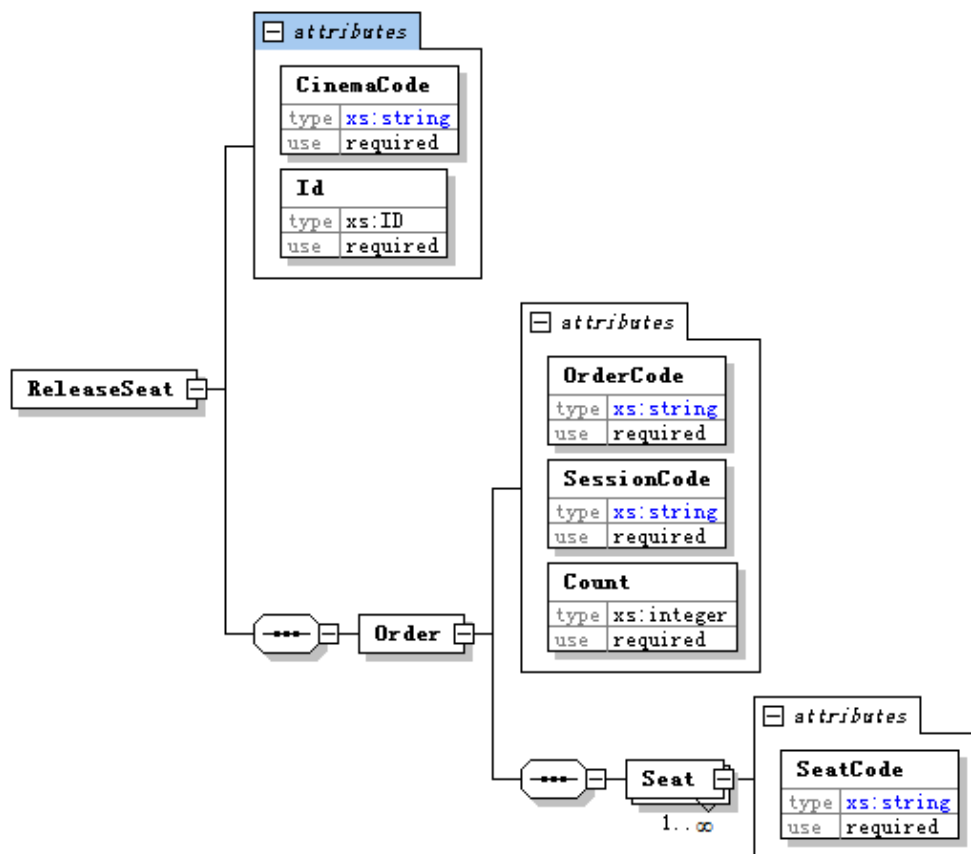 attributes
CinemaCode
type xs:string
use required
Id
type xs:ID
use required
attributes
OrderCode
type xs:string
use required
ReleaseSeat
SessionCode
type xs:string
use required
Count
type xs:integer
use required
Order
attributes
SeatCode
type xs:string
use required
Seat
1..∞